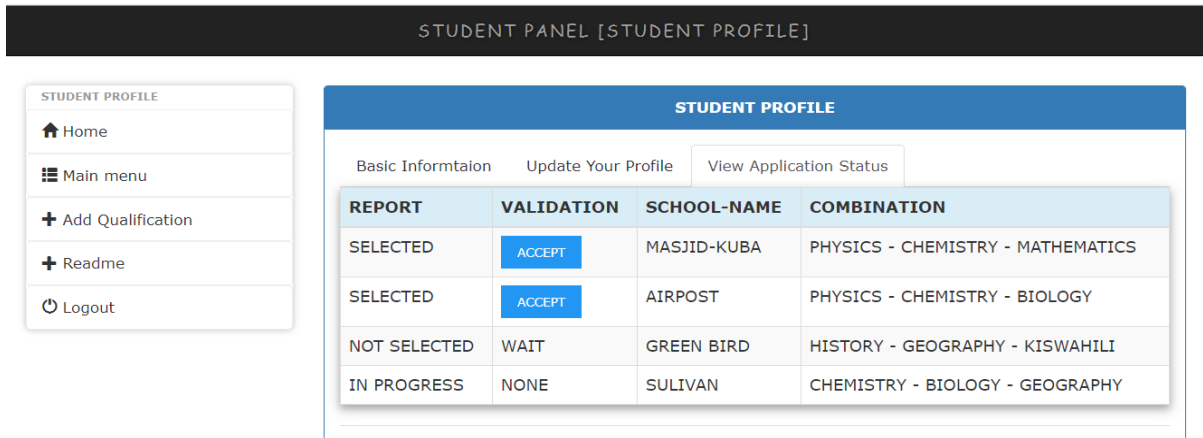 STUDENT PANEL [STUDENT PROFILE]
STUDENT PROFILE
Home
Main menu
Add Qualification
Readme
Logout
STUDENT PROFILE
Basic Informtaion Update Your Profile View Application Status
REPORT VALIDATION SCHOOL-NAME COMBINATION
SELECTED ACCEPT MASJID-KUBA PHYSICS - CHEMISTRY - MATHEMATICS
SELECTED ACCEPT AIRPOST PHYSICS - CHEMISTRY - BIOLOGY
NOT SELECTED WAIT GREEN BIRD HISTORY - GEOGRAPHY - KISWAHILI
IN PROGRESS NONE SULIVAN CHEMISTRY - BIOLOGY - GEOGRAPHY